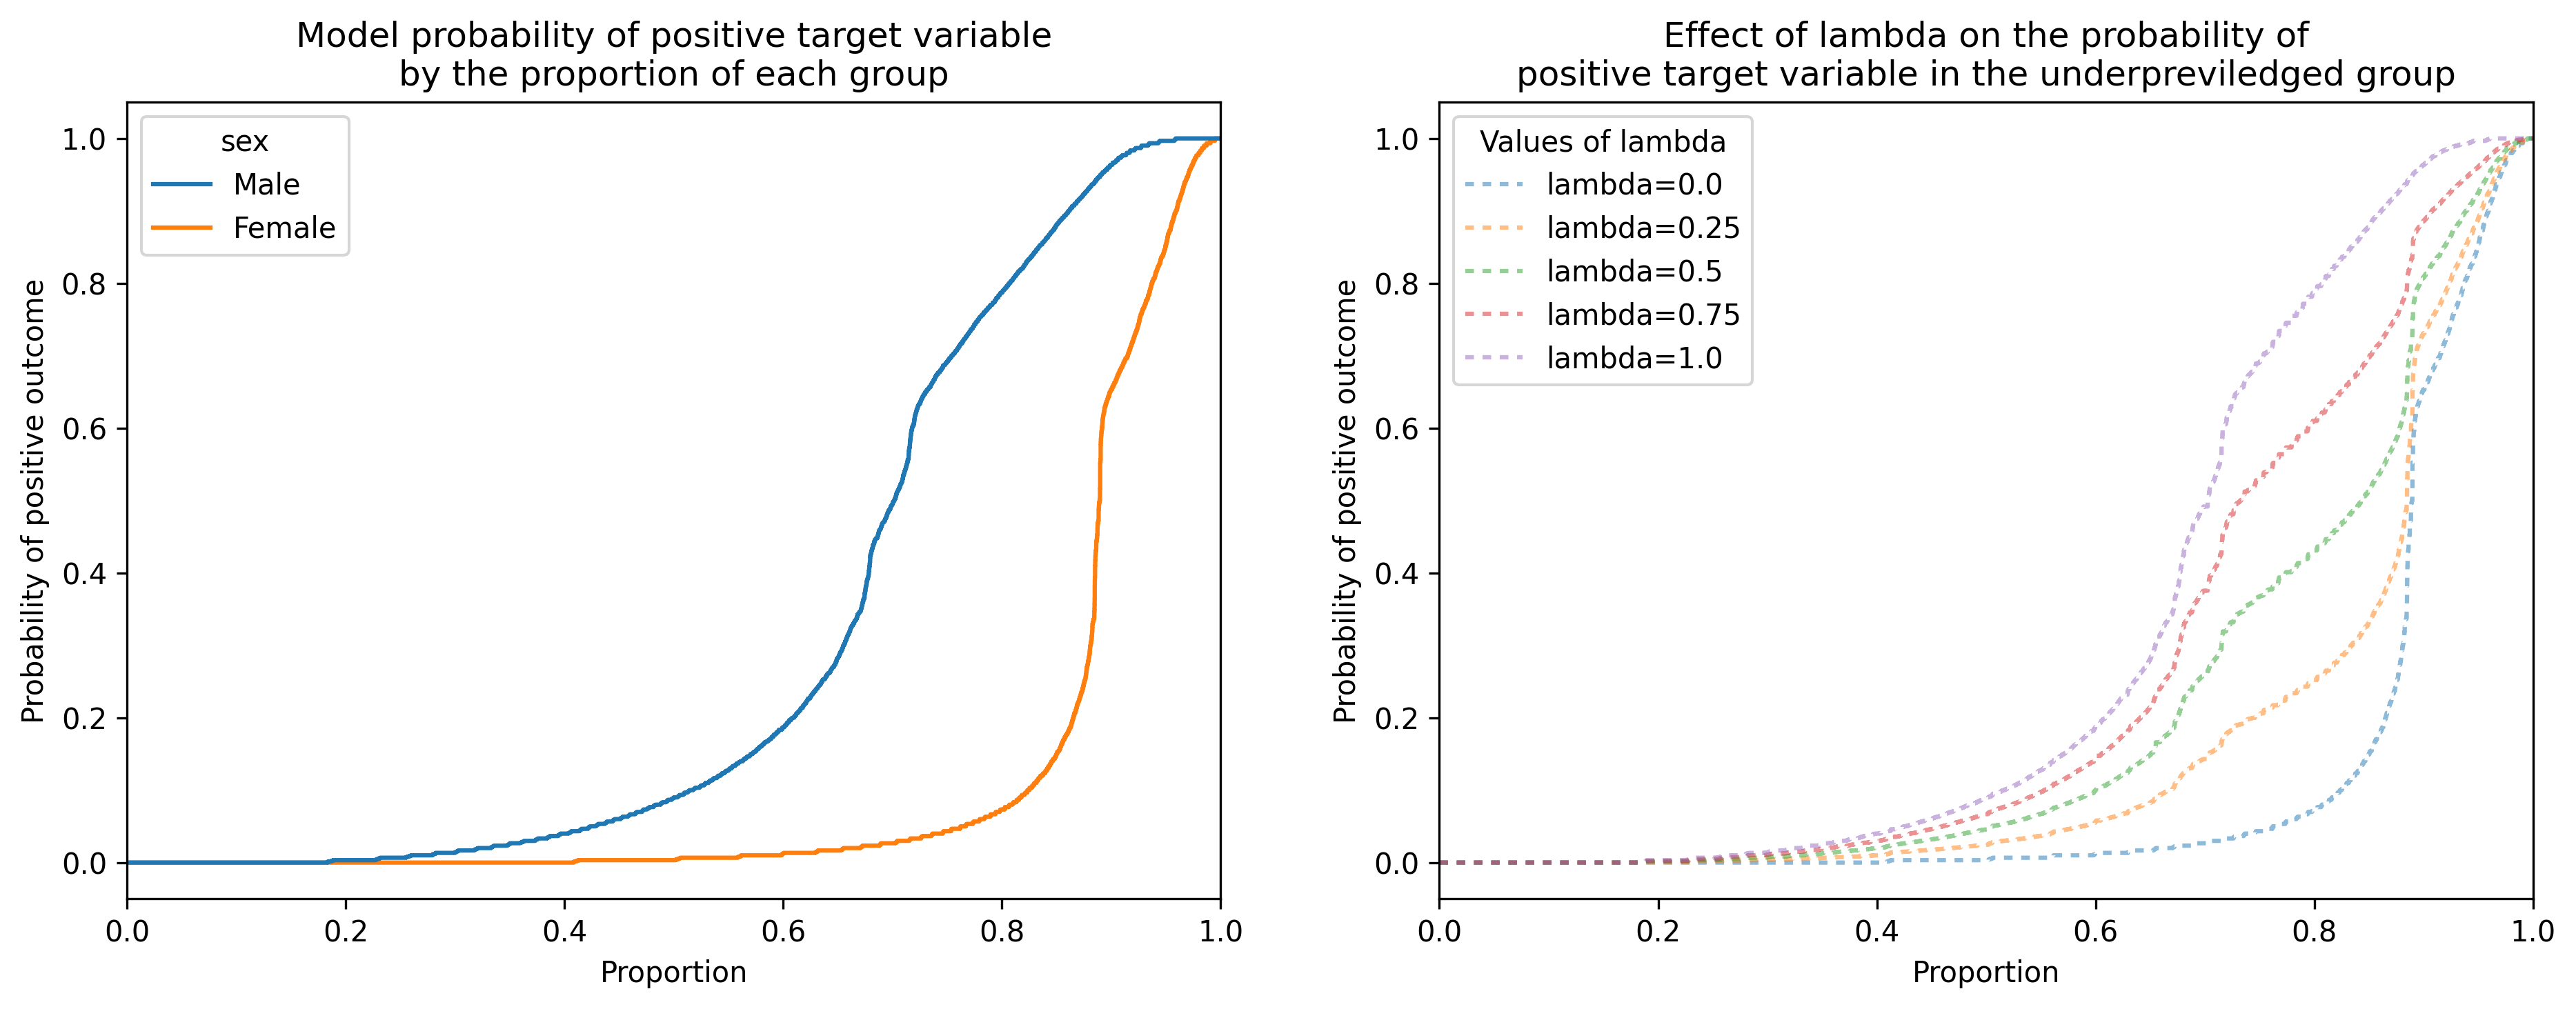 Model probability of positive target variable
by the proportion of each group
sex
Male
Female
1.0
0.8
0.6
0.4
0.2
0.0
Probability of positive outcome
0.0
0.2
0.4
0.6
0.8
1.0
Proportion
Effect of lambda on the probability of
positive target variable in the underpreviledged group
Values of lambda
lambda=0.0
lambda=0.25
lambda=0.5
lambda=0.75
lambda=1.0
1.0
0.8
0.6
0.4
0.2
0.0
Probability of positive outcome
0.0
0.2
0.4
0.6
0.8
1.0
Proportion